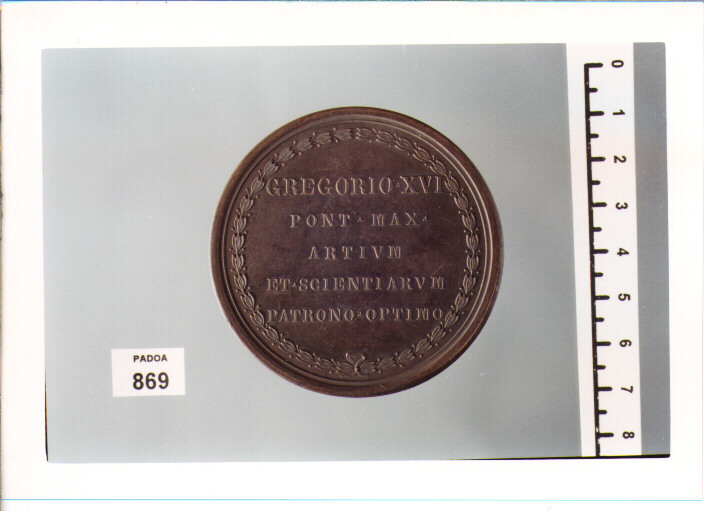 GREGORIO·XVI
PONT·MAX·
ARTIVM
ET·SCIENTIARVM
PATRONO·OPTIMO
PADOA
869
0
1
2
3
4
5
6
7
8